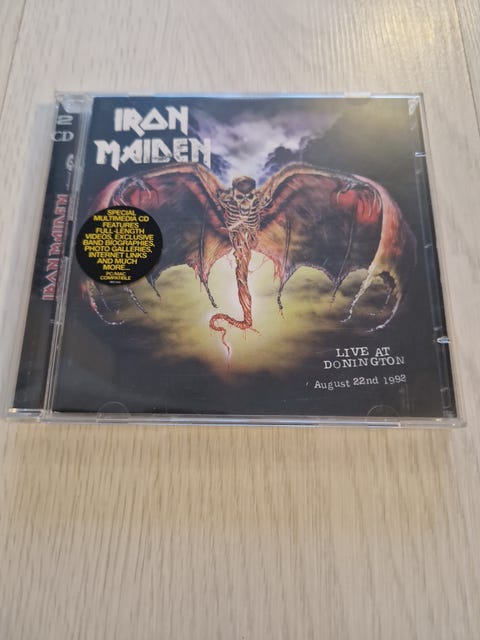 2
CD
IRON MAIDEN
IRON
MAIDEN
SPECIAL
MULTIMEDIA CD
FEATURES
FULL-LENGTH
VIDEOS, EXCLUSIVE
BAND BIOGRAPHIES,
PHOTO GALLERIES,
INTERNET LINKS
AND MUCH
MORE...
PC/MAC
COMPATIBLE
LIVE AT
DONINGTON
August 22nd 1992